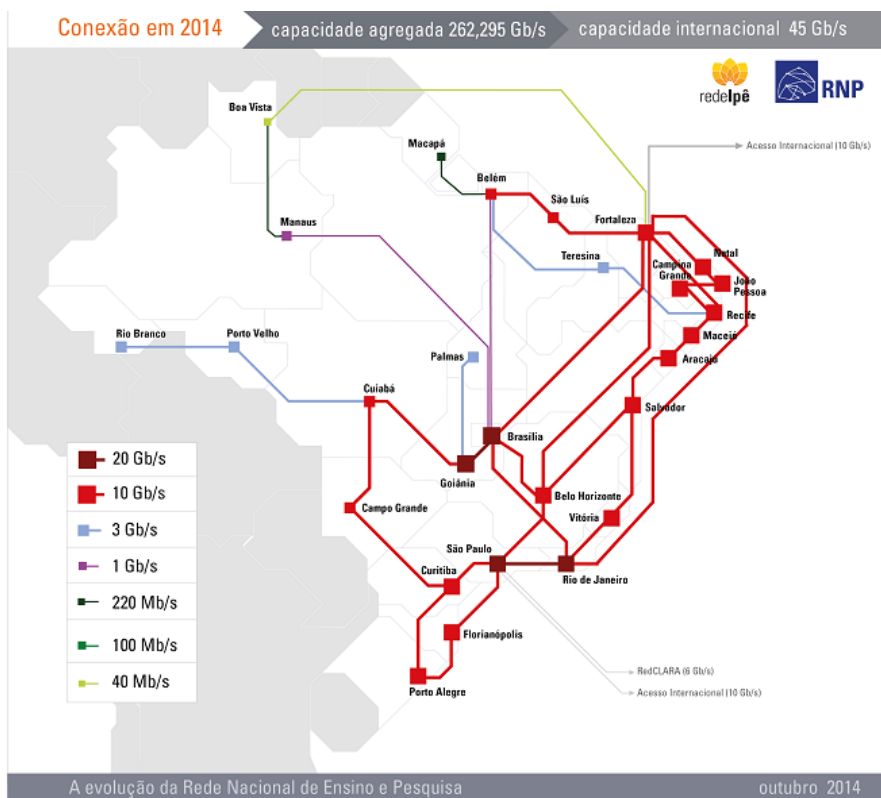 Conexão em 2014
capacidade agregada 262,295 Gb/s
capacidade internacional 45 Gb/s
redeIpê
RNP
Boa Vista
Macapá
Acesso Internacional (10 Gb/s)
Belém
São Luís
Manaus
Fortaleza
Teresina
Natal
Campina
Grande
João
Pessoa
Recife
Rio Branco
Porto Velho
Maceió
Palmas
Aracajo
Cuiabá
Salvador
Brasília
20 Gb/s
Goiânia
10 Gb/s
Belo Horizonte
Campo Grande
Vitória
3 Gb/s
São Paulo
1 Gb/s
Curitiba
Rio de Janeiro
220 Mb/s
Florianópolis
100 Mb/s
RedCLARA (6 Gb/s)
40 Mb/s
Porto Alegre
Acesso Internacional (10 Gb/s)
A evolução da Rede Nacional de Ensino e Pesquisa
outubro 2014